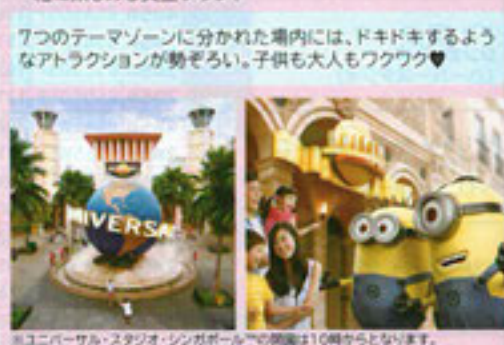 7つのテーマゾーンに分かれた場内には、ドキドキするよう
なアトラクションが勢ぞろい。子供も大人もワクワク♥
UNIVERSAL
※ユニバーサル・スタジオ・シンガポール™の開園は10時からとなります。